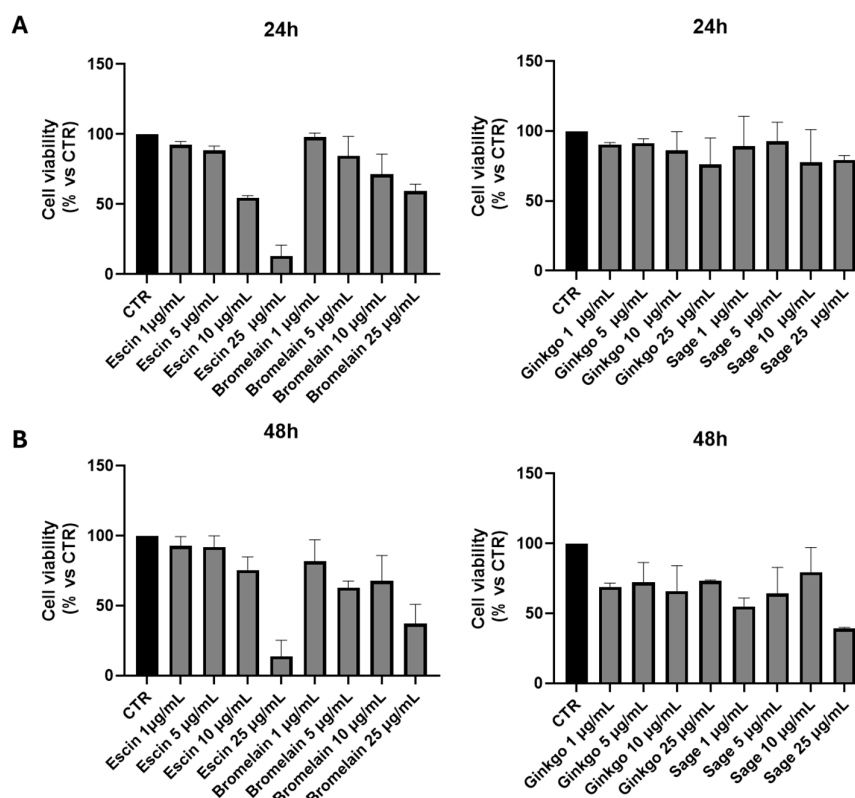 A
24h
150
100
50
0
Cell viability
(% vs CTR)
CTR
Escin 1µg/mL
Escin 5 µg/mL
Escin 10 µg/mL
Escin 25 µg/mL
Bromelain 1 µg/mL
Bromelain 5 µg/mL
Bromelain 10 µg/mL
Bromelain 25 µg/mL
24h
150
100
50
0
Cell viability
(% vs CTR)
CTR
Ginkgo 1 µg/mL
Ginkgo 5 µg/mL
Ginkgo 10 µg/mL
Ginkgo 25 µg/mL
Sage 1 µg/mL
Sage 5 µg/mL
Sage 10 µg/mL
Sage 25 µg/mL
B
48h
150
100
50
0
Cell viability
(% vs CTR)
CTR
Escin 1µg/mL
Escin 5 µg/mL
Escin 10 µg/mL
Escin 25 µg/mL
Bromelain 1 µg/mL
Bromelain 5 µg/mL
Bromelain 10 µg/mL
Bromelain 25 µg/mL
48h
150
100
50
0
Cell viability
(% vs CTR)
CTR
Ginkgo 1 µg/mL
Ginkgo 5 µg/mL
Ginkgo 10 µg/mL
Ginkgo 25 µg/mL
Sage 1 µg/mL
Sage 5 µg/mL
Sage 10 µg/mL
Sage 25 µg/mL